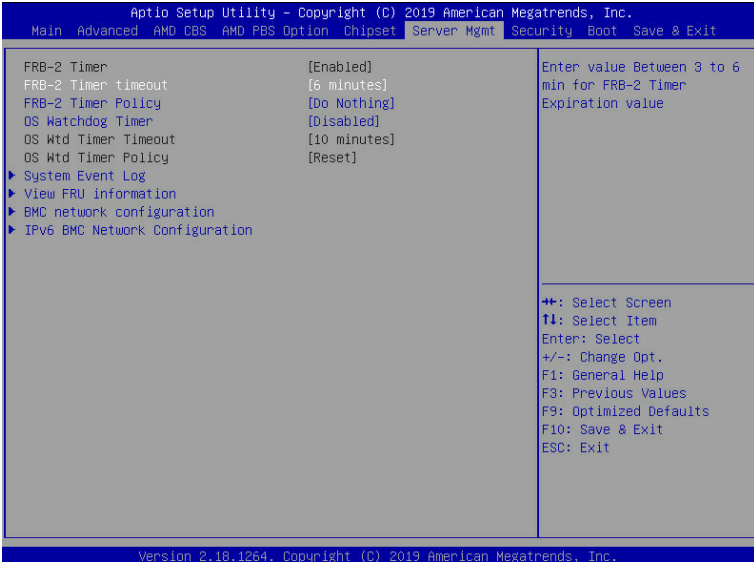 Aptio Setup Utility – Copyright (C) 2019 American Megatrends, Inc.
Main Advanced AMD CBS AMD PBS Option Chipset Server Mgmt Security Boot Save & Exit
FRB-2 Timer [Enabled]
FRB-2 Timer timeout [6 minutes]
FRB-2 Timer Policy [Do Nothing]
OS Watchdog Timer [Disabled]
OS Wtd Timer Timeout [10 minutes]
OS Wtd Timer Policy [Reset]
▶ System Event Log
▶ View FRU information
▶ BMC network configuration
▶ IPv6 BMC Network Configuration
Enter value Between 3 to 6
min for FRB-2 Timer
Expiration value
→←: Select Screen
↑↓: Select Item
Enter: Select
+/-: Change Opt.
F1: General Help
F3: Previous Values
F9: Optimized Defaults
F10: Save & Exit
ESC: Exit
Version 2.18.1264. Copyright (C) 2019 American Megatrends, Inc.